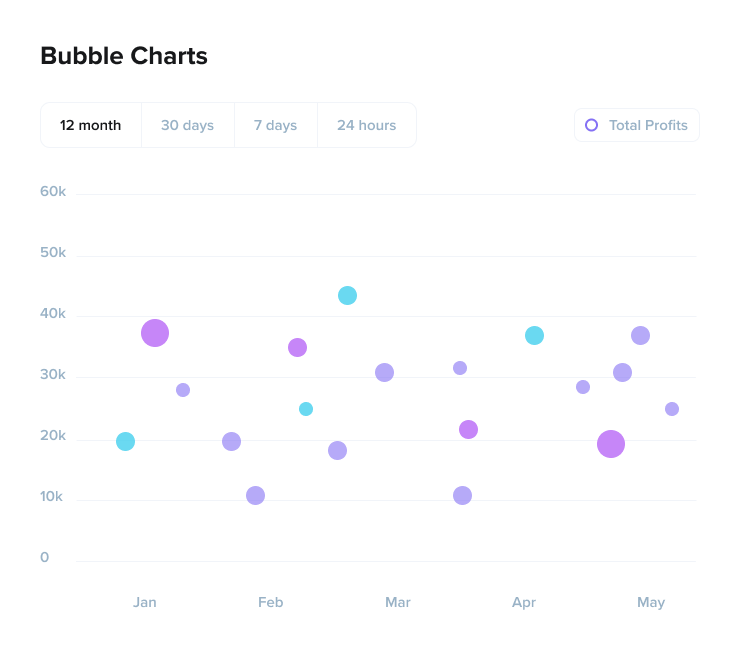 Bubble Charts
12 month 30 days 7 days 24 hours Total Profits
60k
50k
40k
30k
20k
10k
0
Jan Feb Mar Apr May